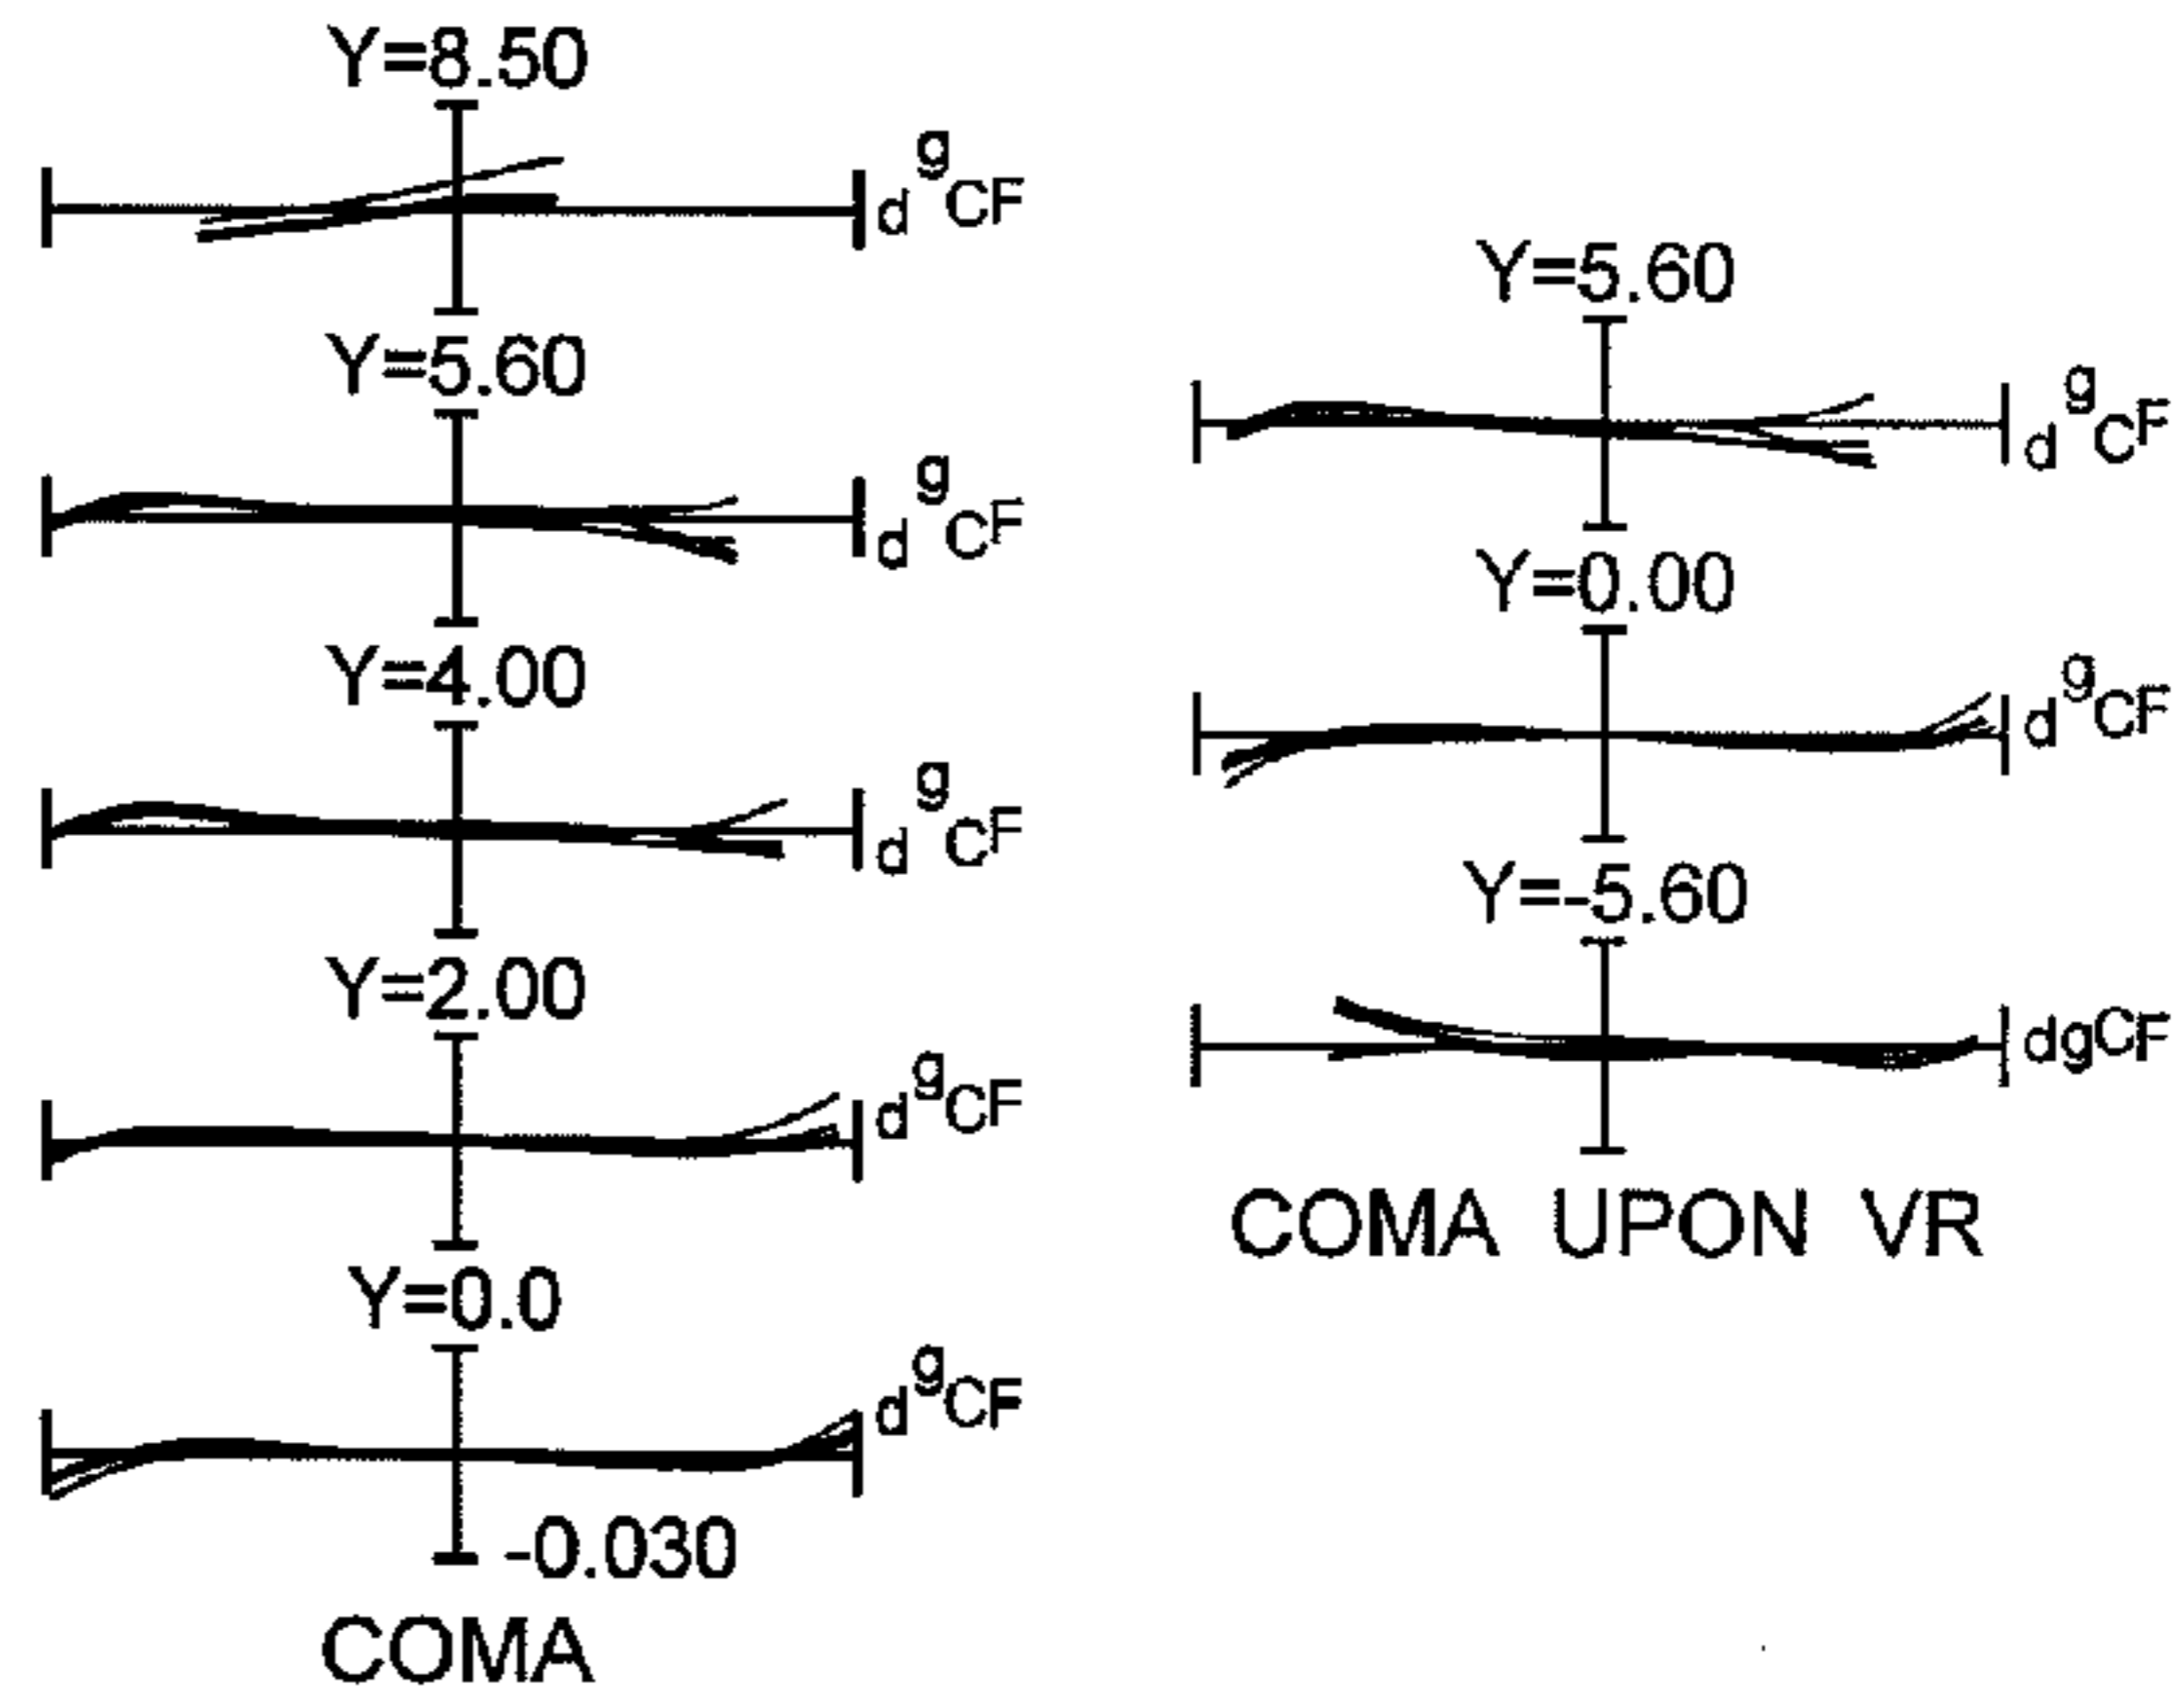 Y=8.50
d g CF
Y=5.60
d g CF
Y=4.00
d g CF
Y=2.00
d g CF
Y=0.0
d g CF
-0.030
COMA
Y=5.60
d g CF
Y=0.00
d g CF
Y=-5.60
dgCF
COMA UPON VR